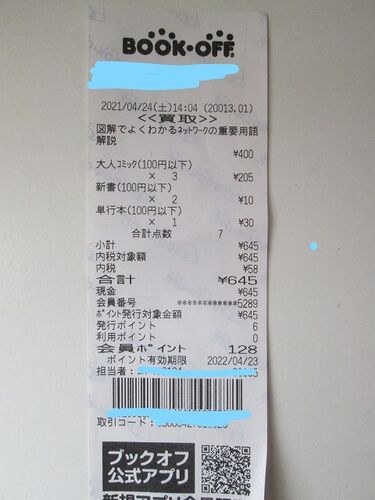 BOOK-OFF
2021/04/24(土)14:04 (20013,01)
<<買取>>
図解でよくわかるネットワークの重要用語
解説
¥400
大人コミック(100円以下)
× 3 ¥205
新書(100円以下)
× 2 ¥10
単行本(100円以下)
× 1 ¥30
合計点数 7
小計 ¥645
内税対象額 ¥645
内税 ¥58
合計 ¥645
現金 ¥645
会員番号 ************5289
ポイント発行対象金額 ¥645
発行ポイント 6
利用ポイント 0
会員ポイント 128
ポイント有効期限 2022/04/23
担当者:
取引コード:
ブックオフ
公式アプリ